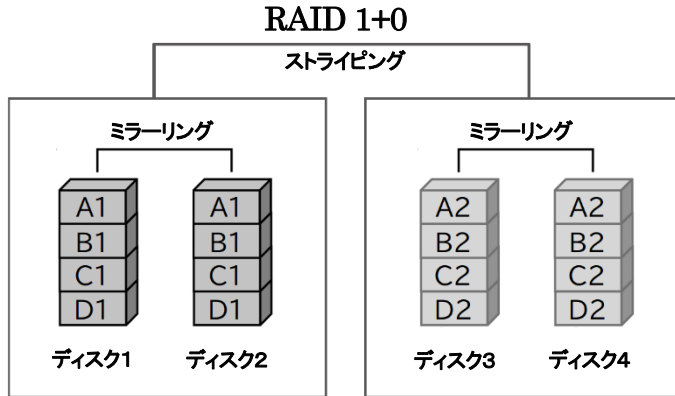 RAID 1+0
ストライピング
ミラーリング
ミラーリング
A1
B1
C1
D1
A1
B1
C1
D1
A2
B2
C2
D2
A2
B2
C2
D2
ディスク1
ディスク2
ディスク3
ディスク4